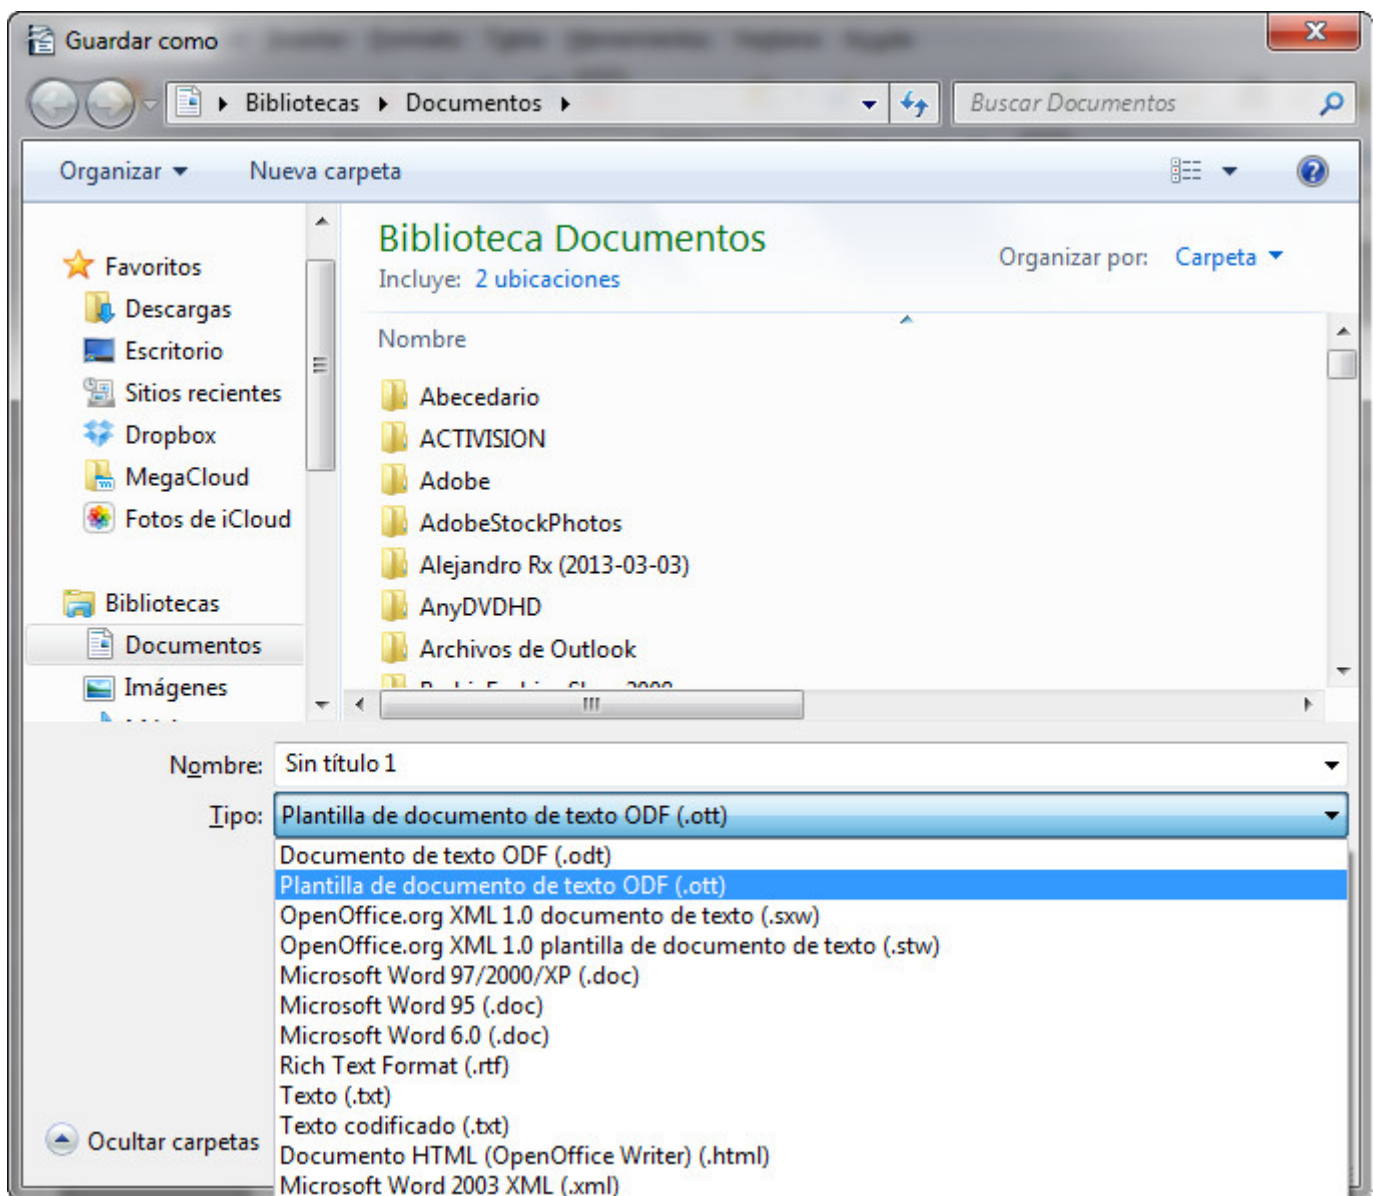 Guardar como
Bibliotecas Documentos
Buscar Documentos
Organizar
Nueva carpeta
Favoritos
Descargas
Escritorio
Sitios recientes
Dropbox
MegaCloud
Fotos de iCloud
Bibliotecas
Documentos
Imágenes
Biblioteca Documentos
Incluye: 2 ubicaciones
Organizar por: Carpeta
Nombre
Abecedario
ACTIVISION
Adobe
AdobeStockPhotos
Alejandro Rx (2013-03-03)
AnyDVDHD
Archivos de Outlook
Nombre: Sin título 1
Tipo: Plantilla de documento de texto ODF (.ott)
Documento de texto ODF (.odt)
Plantilla de documento de texto ODF (.ott)
OpenOffice.org XML 1.0 documento de texto (.sxw)
OpenOffice.org XML 1.0 plantilla de documento de texto (.stw)
Microsoft Word 97/2000/XP (.doc)
Microsoft Word 95 (.doc)
Microsoft Word 6.0 (.doc)
Rich Text Format (.rtf)
Texto (.txt)
Texto codificado (.txt)
Documento HTML (OpenOffice Writer) (.html)
Microsoft Word 2003 XML (.xml)
Ocultar carpetas